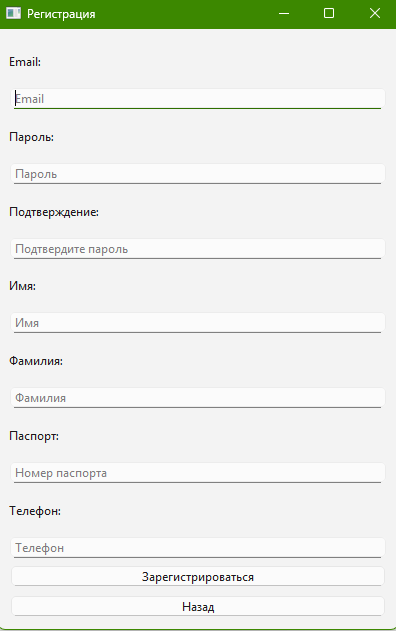 Регистрация
Email:
Email
Пароль:
Пароль
Подтверждение:
Подтвердите пароль
Имя:
Имя
Фамилия:
Фамилия
Паспорт:
Номер паспорта
Телефон:
Телефон
Зарегистрироваться
Назад